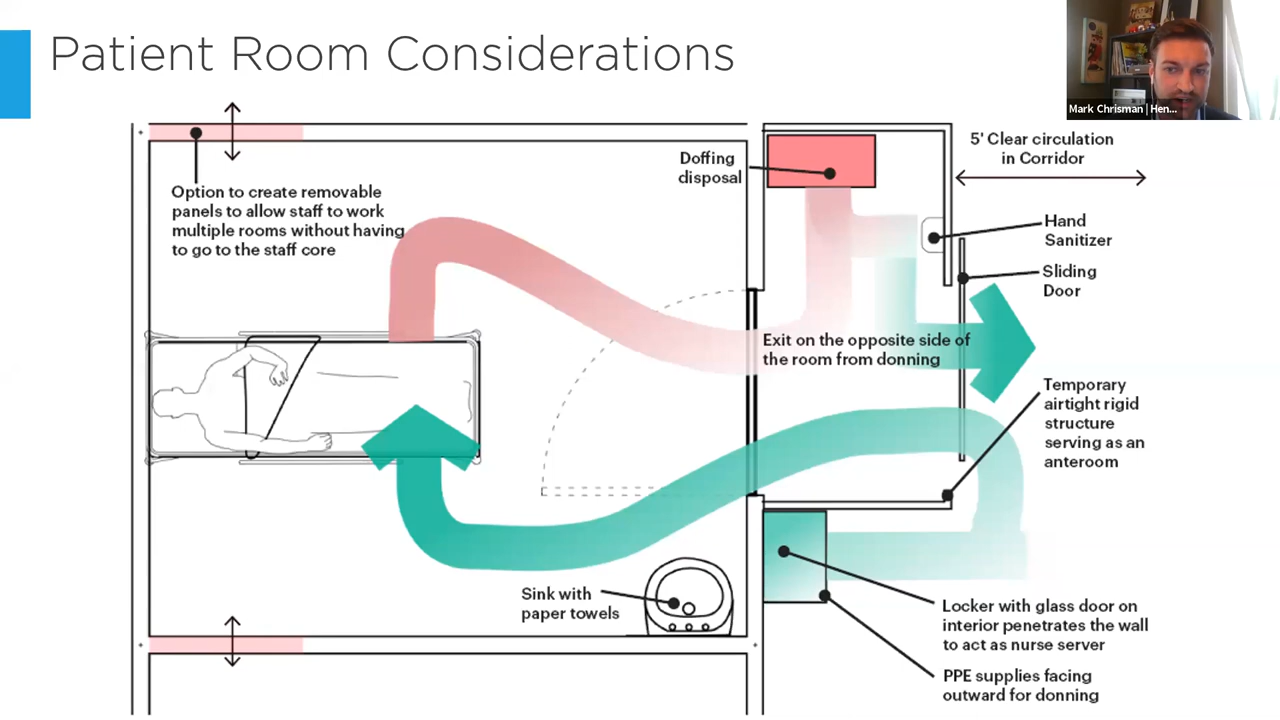 Patient Room Considerations
Mark Chrisman | Hen...
Option to create removable
panels to allow staff to work
multiple rooms without having
to go to the staff core
Doffing
disposal
5' Clear circulation
in Corridor
Hand
Sanitizer
Sliding
Door
Exit on the opposite side of
the room from donning
Temporary
airtight rigid
structure
serving as an
anteroom
Sink with
paper towels
Locker with glass door on
interior penetrates the wall
to act as nurse server
PPE supplies facing
outward for donning